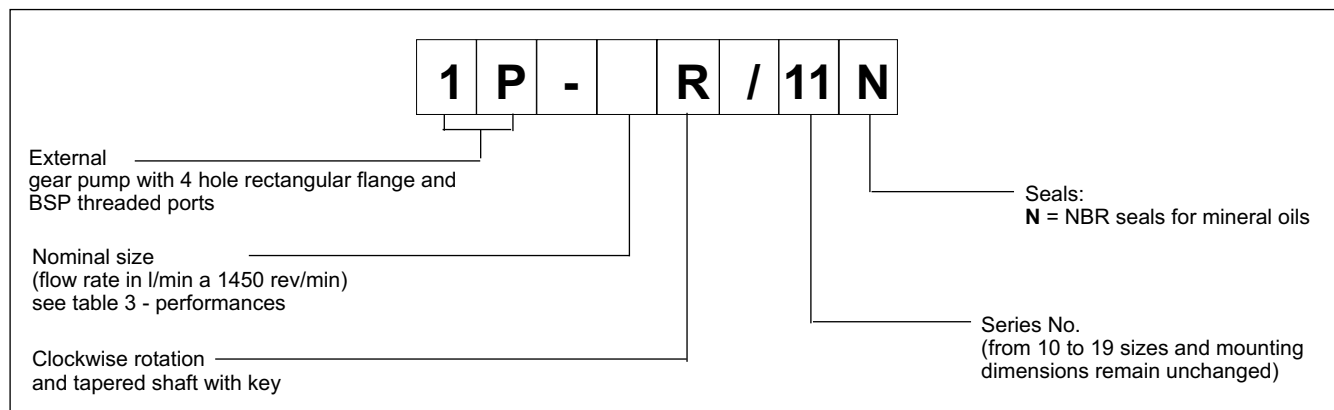 1 P - R / 11 N
External
gear pump with 4 hole rectangular flange and
BSP threaded ports
Seals:
N = NBR seals for mineral oils
Nominal size
(flow rate in l/min a 1450 rev/min)
see table 3 - performances
Series No.
(from 10 to 19 sizes and mounting
dimensions remain unchanged)
Clockwise rotation
and tapered shaft with key